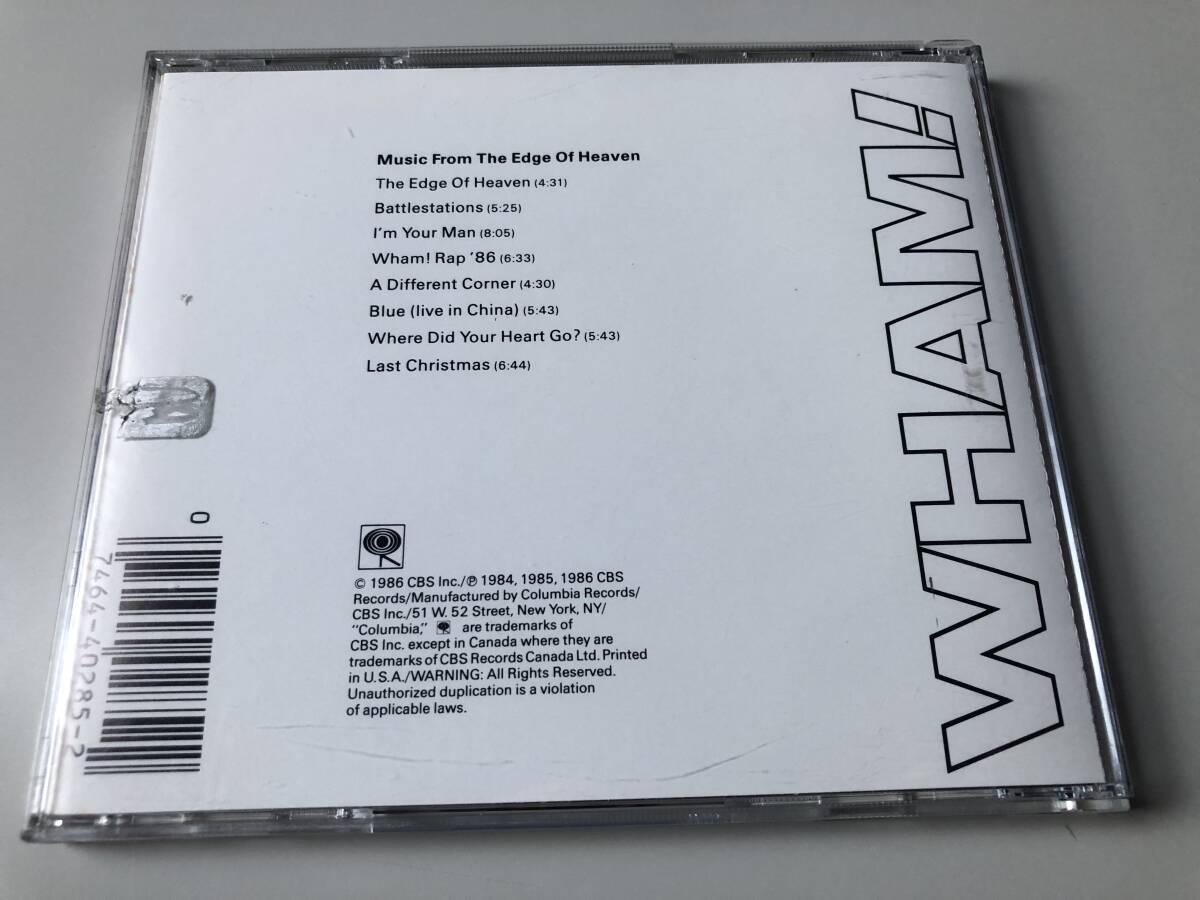 Music From The Edge Of Heaven
The Edge Of Heaven (4:31)
Battlestations (5:25)
I'm Your Man (8:05)
Wham! Rap '86 (6:33)
A Different Corner (4:30)
Blue (live in China) (5:43)
Where Did Your Heart Go? (5:43)
Last Christmas (6:44)
WHAM!
© 1986 CBS Inc./℗ 1984, 1985, 1986 CBS
Records/Manufactured by Columbia Records/
CBS Inc./51 W. 52 Street, New York, NY/
"Columbia," are trademarks of
CBS Inc. except in Canada where they are
trademarks of CBS Records Canada Ltd. Printed
in U.S.A./WARNING: All Rights Reserved.
Unauthorized duplication is a violation
of applicable laws.
0
7464-40285-2